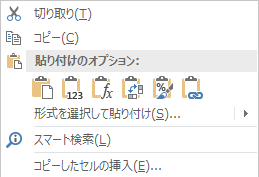 切り取り(T)
コピー(C)
貼り付けのオプション:
123 fx %
形式を選択して貼り付け(S)...
スマート検索(L)
コピーしたセルの挿入(E)...